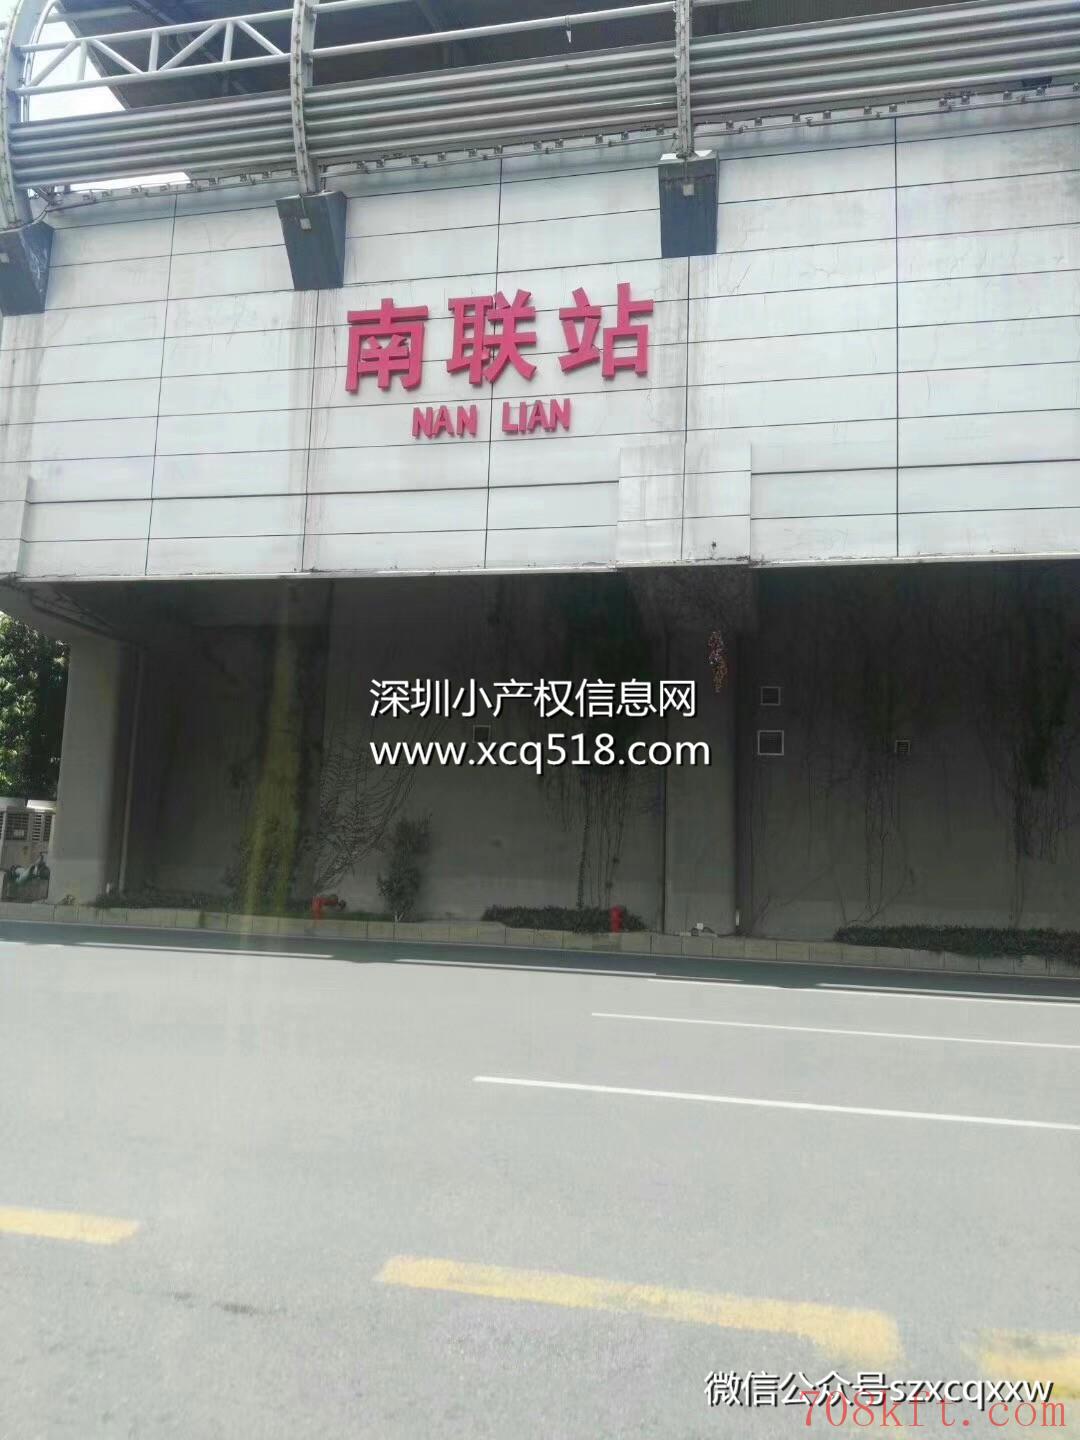 南联站
NAN LIAN
深圳小产权信息网
www.xcq518.com
微信公众号szxcqxxw
708kft.com